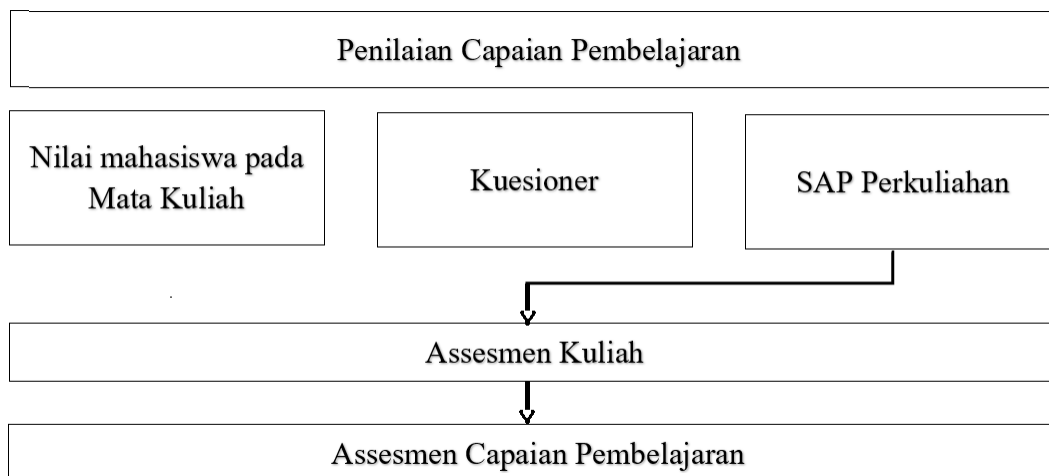 Penilaian Capaian Pembelajaran
Nilai mahasiswa pada
Mata Kuliah
Kuesioner
SAP Perkuliahan
Assesmen Kuliah
Assesmen Capaian Pembelajaran